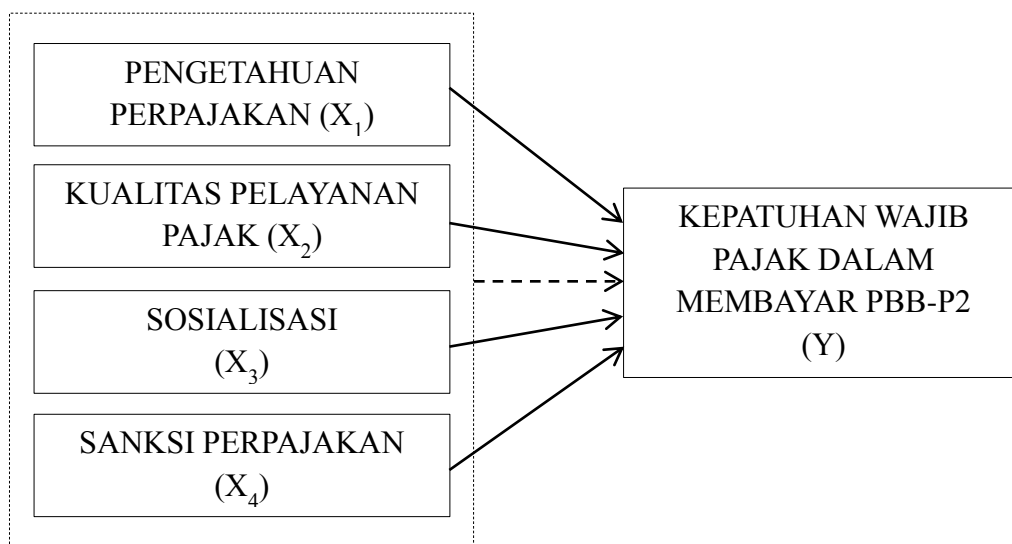 PENGETAHUAN
PERPAJAKAN (X₁)
KUALITAS PELAYANAN
PAJAK (X₂)
SOSIALISASI
(X₃)
SANKSI PERPAJAKAN
(X₄)
KEPATUHAN WAJIB
PAJAK DALAM
MEMBAYAR PBB-P2
(Y)